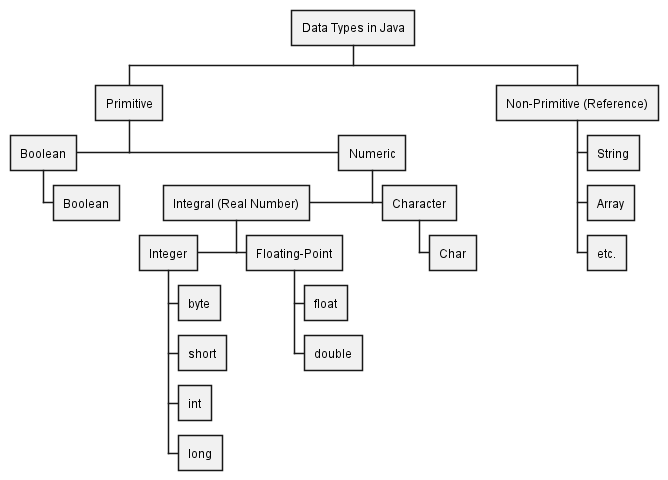 Data Types in Java
Primitive
Non-Primitive (Reference)
Boolean
Numeric
String
Boolean
Integral (Real Number)
Character
Array
Integer
Floating-Point
Char
etc.
byte
float
short
double
int
long